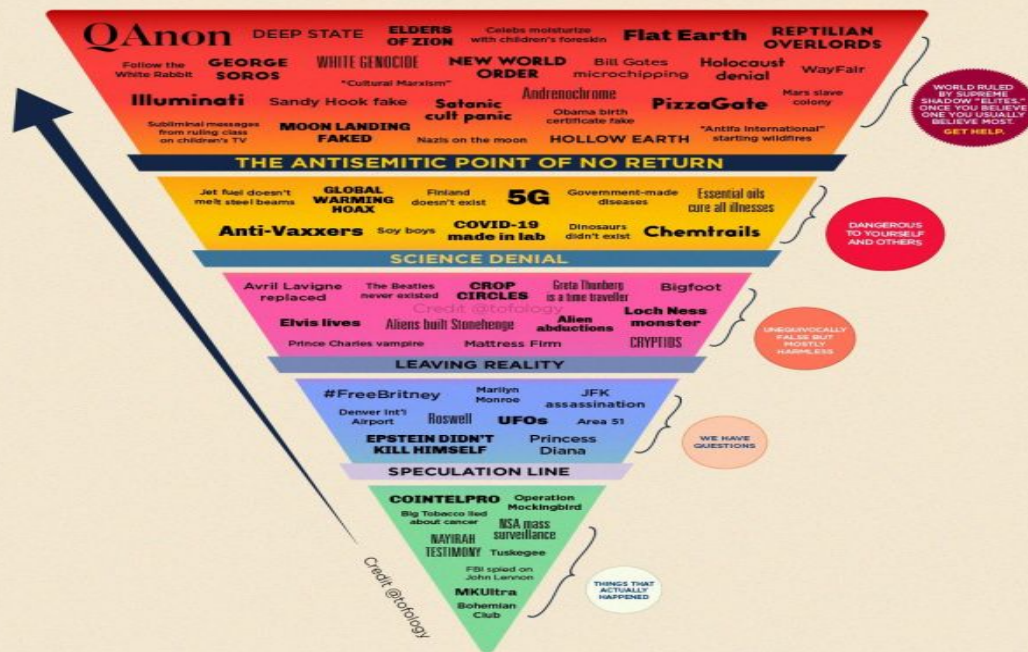 QAnon
DEEP STATE
ELDERS
OF ZION
Celebs moisturize
with children's foreskin
Flat Earth
REPTILIAN
OVERLORDS
Follow the
White Rabbit
GEORGE
SOROS
WHITE GENOCIDE
"Cultural Marxism"
NEW WORLD
ORDER
Bill Gates
microchipping
Holocaust
denial
WayFair
Illuminati
Sandy Hook fake
Satanic
cult panic
Andrenochrome
Obama birth
certificate fake
PizzaGate
Mars slave
colony
Subliminal messages
from ruling class
on children's TV
MOON LANDING
FAKED
Nazis on the moon
HOLLOW EARTH
"Antifa International"
starting wildfires
WORLD RULED
BY SUPREME
SHADOW "ELITES."
ONCE YOU BELIEVE
ONE YOU USUALLY
BELIEVE MOST.
GET HELP.
THE ANTISEMITIC POINT OF NO RETURN
Jet fuel doesn't
melt steel beams
GLOBAL
WARMING
HOAX
Finland
doesn't exist
5G
Government-made
diseases
Essential oils
cure all illnesses
Anti-Vaxxers
Soy boys
COVID-19
made in lab
Dinosaurs
didn't exist
Chemtrails
DANGEROUS
TO YOURSELF
AND OTHERS
SCIENCE DENIAL
Avril Lavigne
replaced
The Beatles
never existed
CROP
CIRCLES
Greta Thunberg
is a time traveller
Bigfoot
Credit @tofology
Elvis lives
Aliens built Stonehenge
Alien
abductions
Loch Ness
monster
Prince Charles vampire
Mattress Firm
CRYPTIDS
UNEQUIVOCALLY
FALSE BUT
MOSTLY
HARMLESS
LEAVING REALITY
#FreeBritney
Marilyn
Monroe
JFK
assassination
Denver Int'l
Airport
Roswell
UFOs
Area 51
EPSTEIN DIDN'T
KILL HIMSELF
Princess
Diana
WE HAVE
QUESTIONS
SPECULATION LINE
COINTELPRO
Operation
Mockingbird
Big Tobacco lied
about cancer
NSA mass
surveillance
NAYIRAH
TESTIMONY
Tuskegee
FBI spied on
John Lennon
MKUltra
Bohemian
Club
THINGS THAT
ACTUALLY
HAPPENED
Credit @tofology